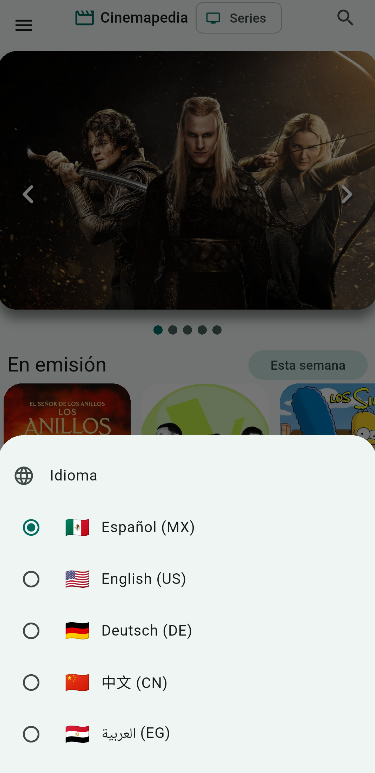 Cinemapedia
Series
En emisión
Esta semana
EL SEÑOR DE LOS ANILLOS
LOS
ANILLOS
LOS SI
Idioma
Español (MX)
English (US)
Deutsch (DE)
中文 (CN)
العربية (EG)